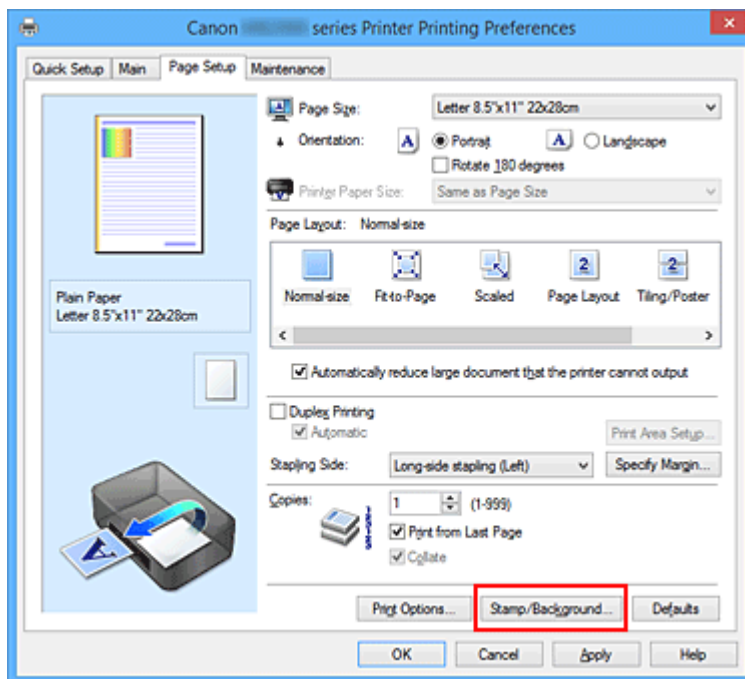 Canon series Printer Printing Preferences
Quick Setup Main Page Setup Maintenance
Page Size: Letter 8.5"x11" 22x28cm
Orientation: A Portrait A Landscape
Rotate 180 degrees
Printer Paper Size: Same as Page Size
Page Layout: Normal-size
2 2
Normal-size Fit-to-Page Scaled Page Layout Tiling/Poster
Plain Paper
Letter 8.5"x11" 22x28cm
Automatically reduce large document that the printer cannot output
Duplex Printing
Automatic Print Area Setup...
Stapling Side: Long-side stapling (Left) Specify Margin...
Copies: 1 (1-999)
Print from Last Page
Collate
A
Print Options... Stamp/Background... Defaults
OK Cancel Apply Help